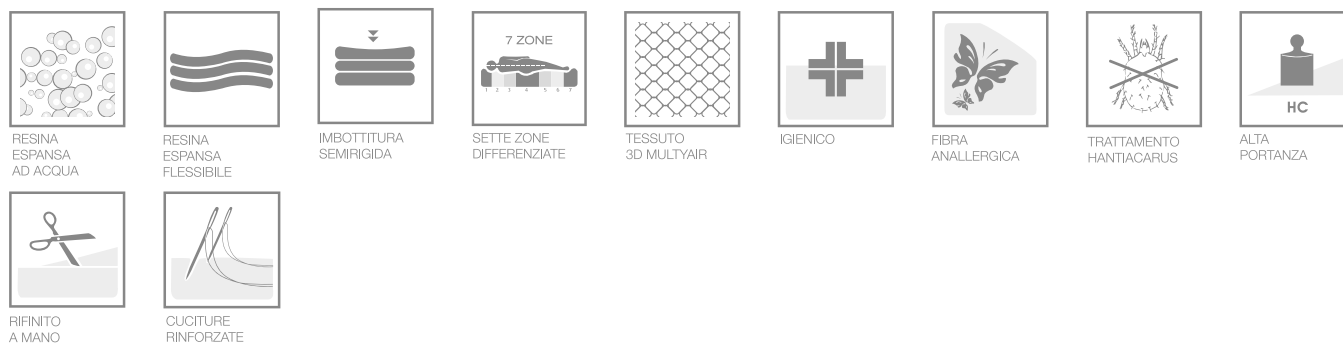 RESINA
ESPANSA
AD ACQUA
RESINA
ESPANSA
FLESSIBILE
IMBOTTITURA
SEMIRIGIDA
7 ZONE
1 2 3 4 5 6 7
SETTE ZONE
DIFFERENZIATE
TESSUTO
3D MULTYAIR
IGIENICO
FIBRA
ANALLERGICA
TRATTAMENTO
HANTIACARUS
HC
ALTA
PORTANZA
RIFINITO
A MANO
CUCITURE
RINFORZATE